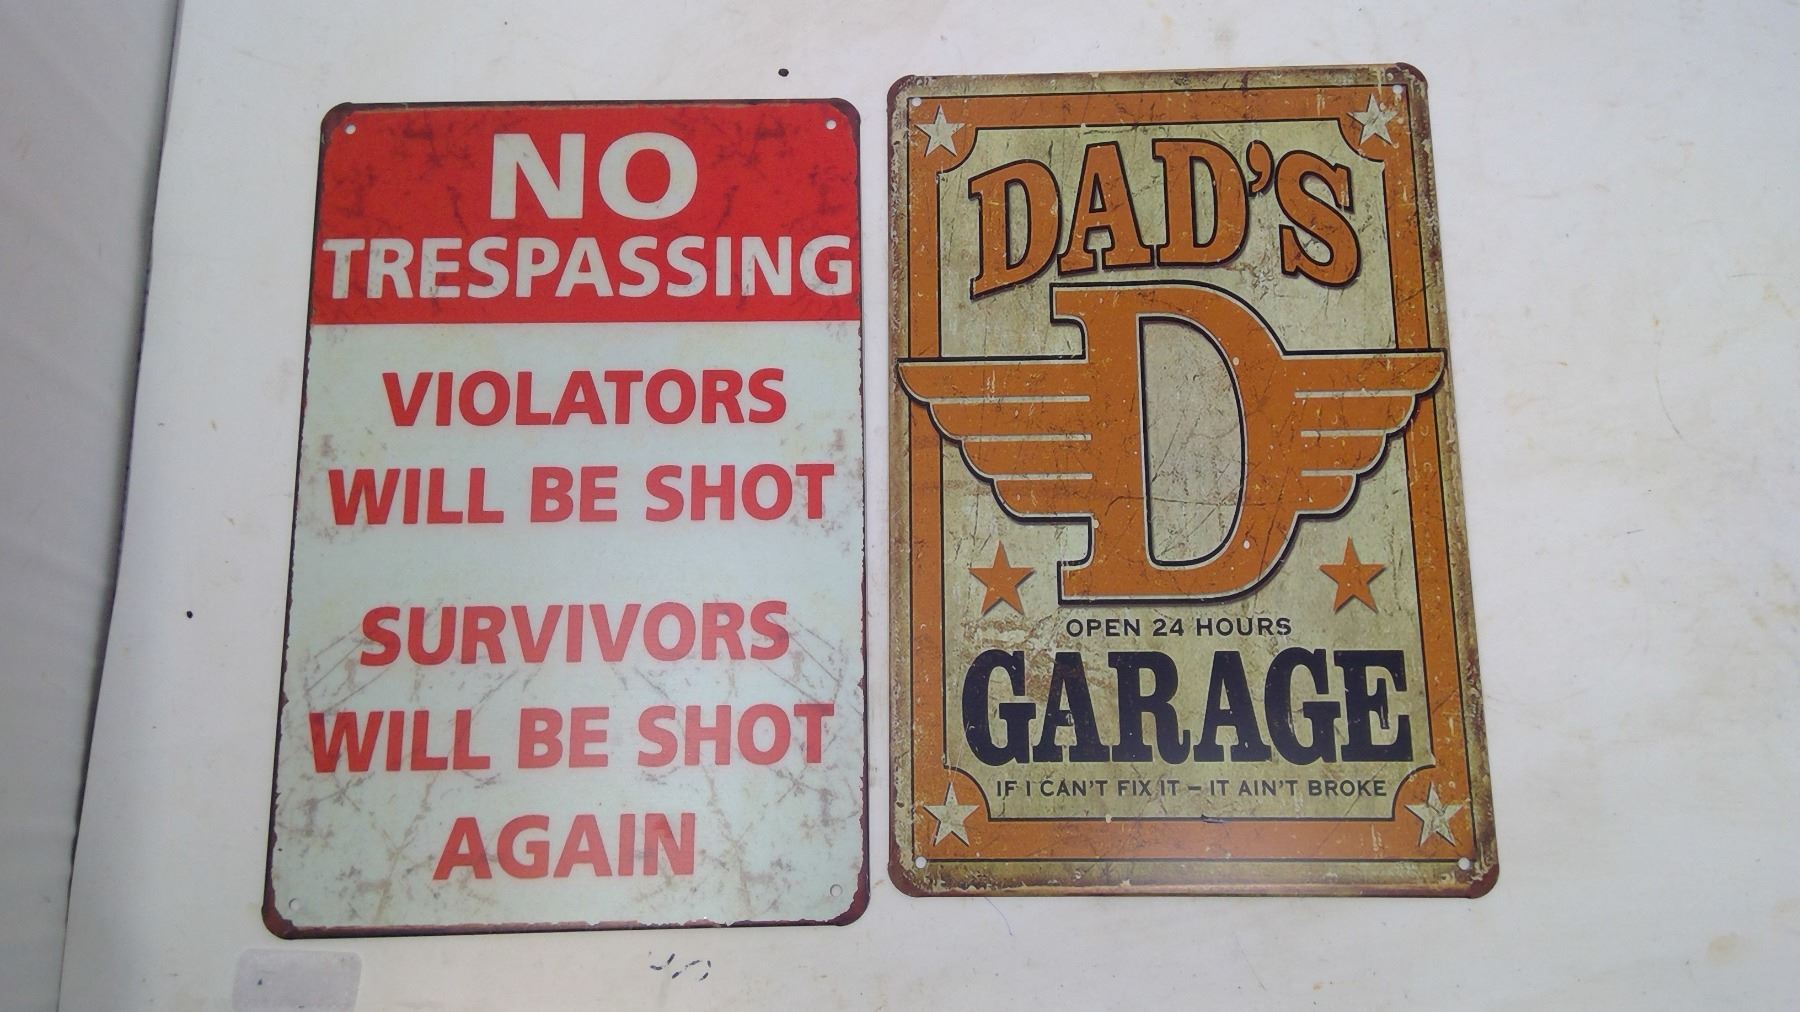 NO
TRESPASSING
VIOLATORS
WILL BE SHOT
SURVIVORS
WILL BE SHOT
AGAIN
DAD'S
D
OPEN 24 HOURS
GARAGE
IF I CAN'T FIX IT – IT AIN'T BROKE